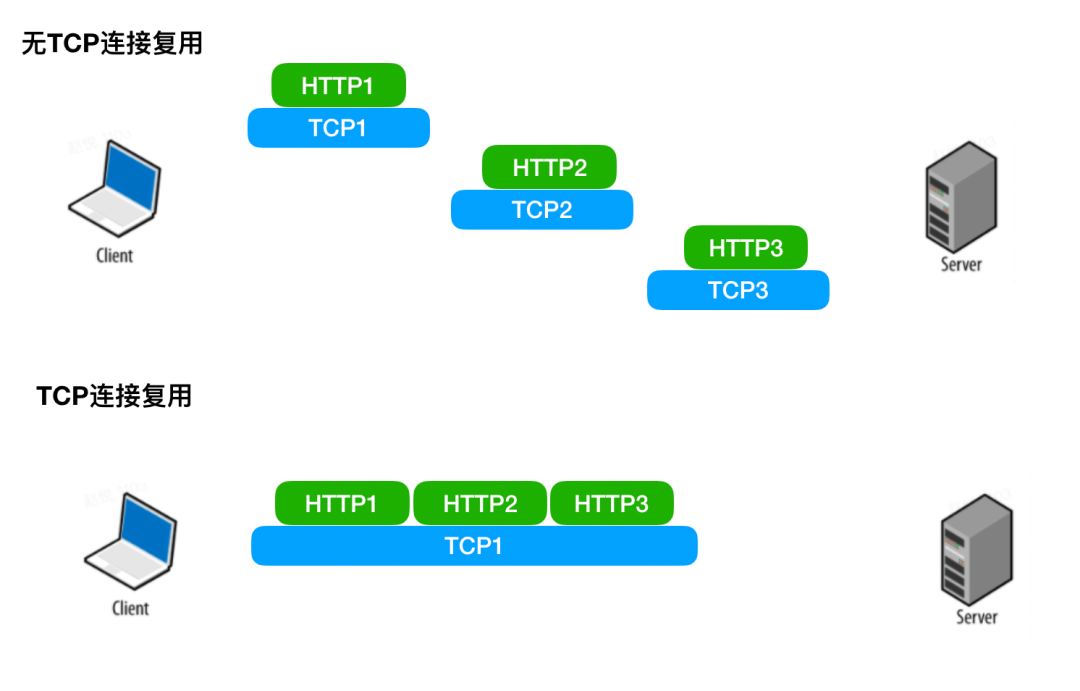 无TCP连接复用
HTTP1
TCP1
HTTP2
TCP2
HTTP3
TCP3
Client
Server
TCP连接复用
HTTP1 HTTP2 HTTP3
TCP1
Client
Server